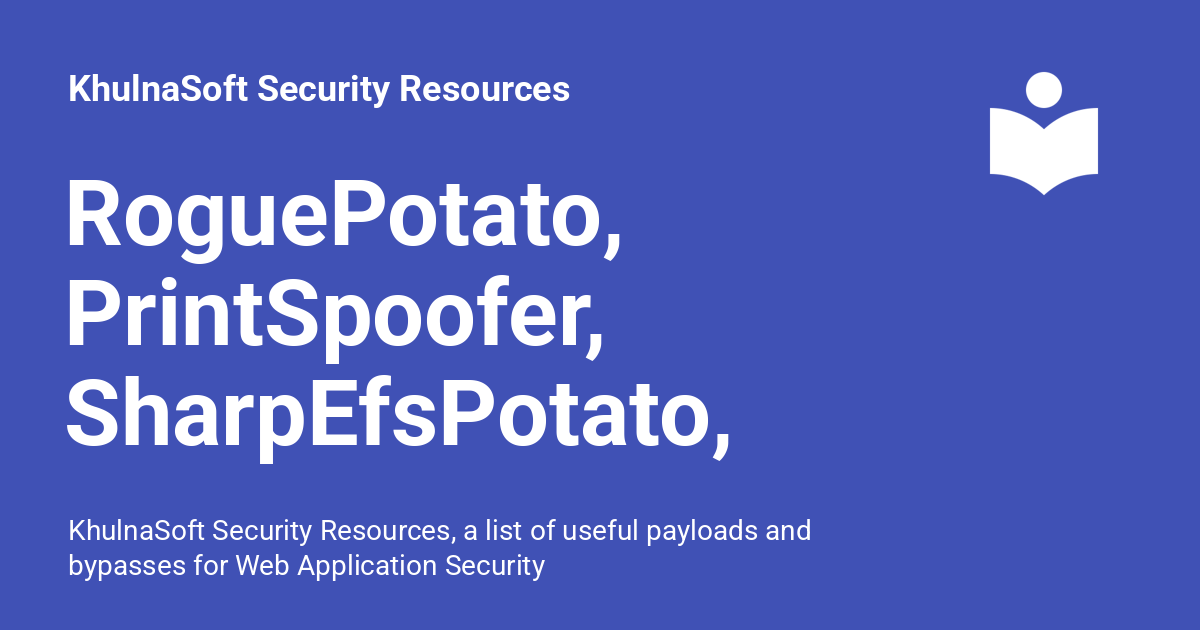 KhulnaSoft Security Resources
RoguePotato,
PrintSpoofer,
SharpEfsPotato,
KhulnaSoft Security Resources, a list of useful payloads and
bypasses for Web Application Security